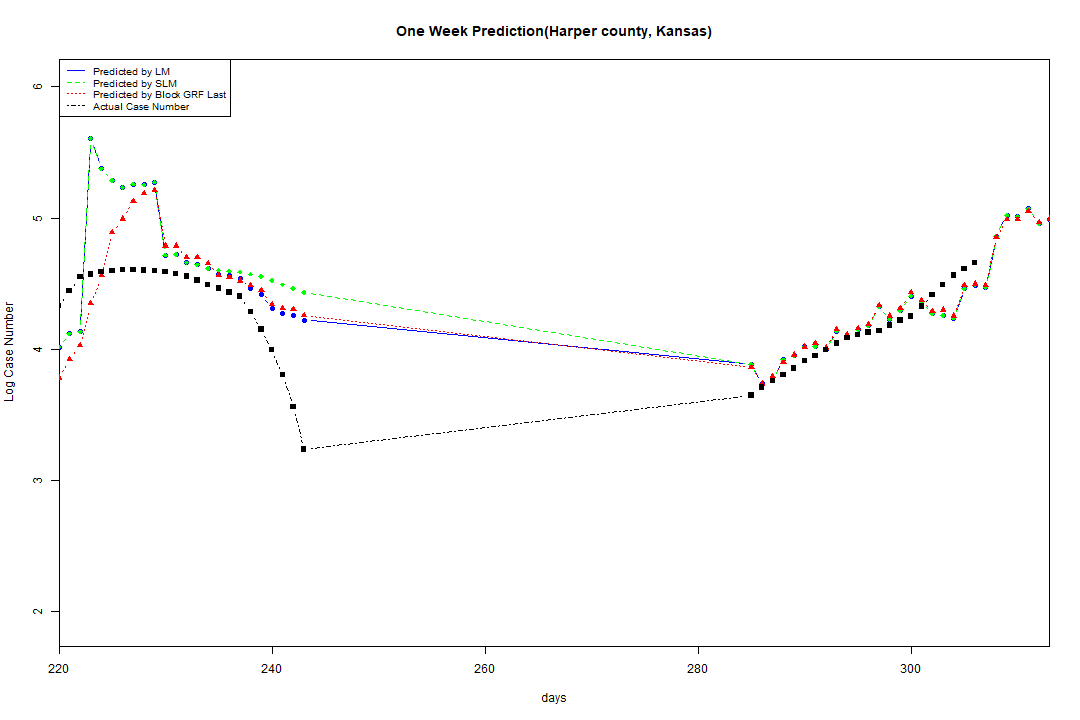 One Week Prediction(Harper county, Kansas)
Predicted by LM
Predicted by SLM
Predicted by Block GRF Last
Actual Case Number
6
5
4
3
2
Log Case Number
220 240 260 280 300
days